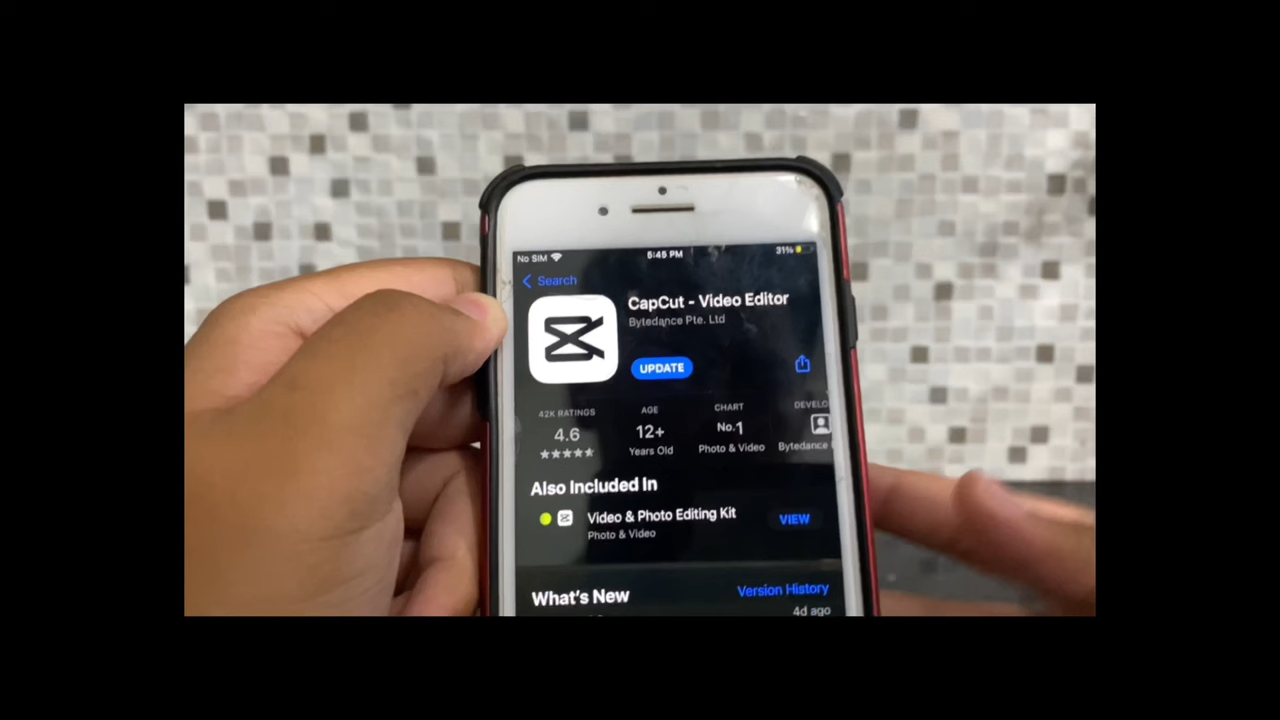 No SIM
5:45 PM
31%
Search
CapCut - Video Editor
Bytedance Pte. Ltd
UPDATE
42K RATINGS
4.6
AGE
12+
Years Old
CHART
No.1
Photo & Video
DEVELO
Bytedance
Also Included In
Video & Photo Editing Kit
Photo & Video
VIEW
What's New
Version History
4d ago